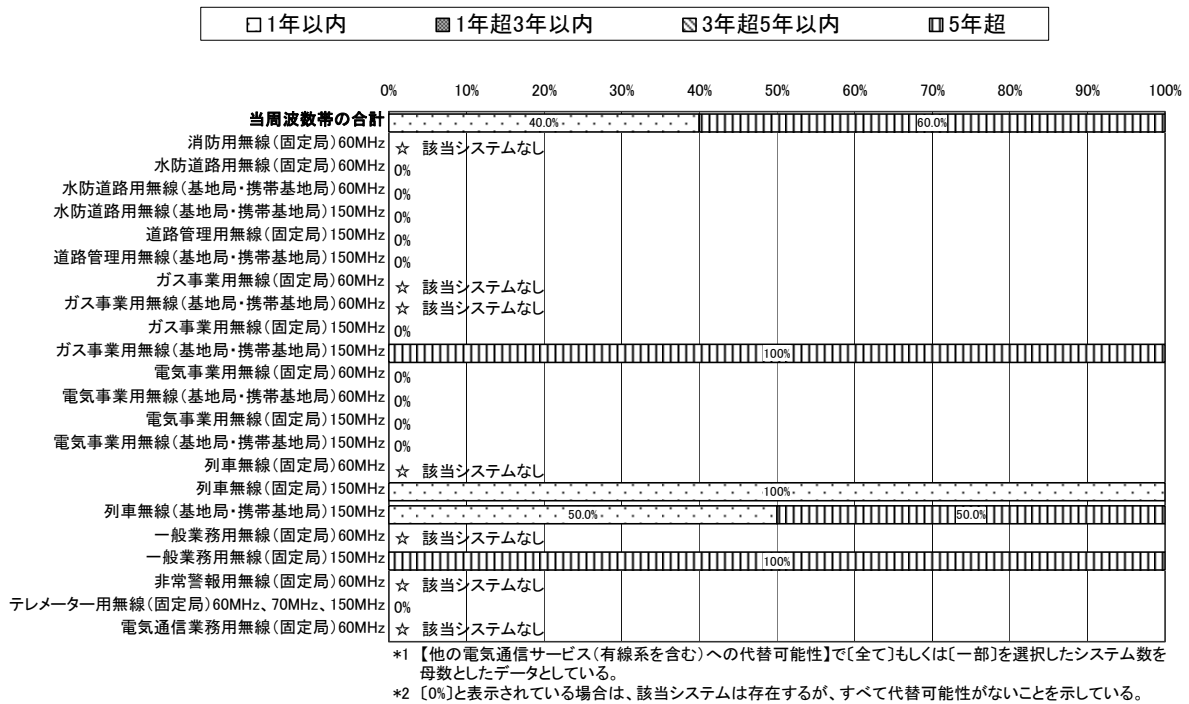 □1年以内 ■1年超3年以内 □3年超5年以内 □5年超
0% 10% 20% 30% 40% 50% 60% 70% 80% 90% 100%
当周波数帯の合計 40.0% 60.0%
消防用無線(固定局)60MHz ☆ 該当システムなし
水防道路用無線(固定局)60MHz 0%
水防道路用無線(基地局・携帯基地局)60MHz 0%
水防道路用無線(基地局・携帯基地局)150MHz 0%
道路管理用無線(固定局)150MHz 0%
道路管理用無線(基地局・携帯基地局)150MHz 0%
ガス事業用無線(固定局)60MHz ☆ 該当システムなし
ガス事業用無線(基地局・携帯基地局)60MHz ☆ 該当システムなし
ガス事業用無線(固定局)150MHz 0%
ガス事業用無線(基地局・携帯基地局)150MHz 100%
電気事業用無線(固定局)60MHz 0%
電気事業用無線(基地局・携帯基地局)60MHz 0%
電気事業用無線(固定局)150MHz 0%
電気事業用無線(基地局・携帯基地局)150MHz 0%
列車無線(固定局)60MHz ☆ 該当システムなし
列車無線(固定局)150MHz 100%
列車無線(基地局・携帯基地局)150MHz 50.0% 50.0%
一般業務用無線(固定局)60MHz ☆ 該当システムなし
一般業務用無線(固定局)150MHz 100%
非常警報用無線(固定局)60MHz ☆ 該当システムなし
テレメーター用無線(固定局)60MHz、70MHz、150MHz 0%
電気通信業務用無線(固定局)60MHz ☆ 該当システムなし
*1 【他の電気通信サービス(有線系を含む)への代替可能性】で〔全て〕もしくは〔一部〕を選択したシステム数を
母数としたデータとしている。
*2 〔0%〕と表示されている場合は、該当システムは存在するが、すべて代替可能性がないことを示している。